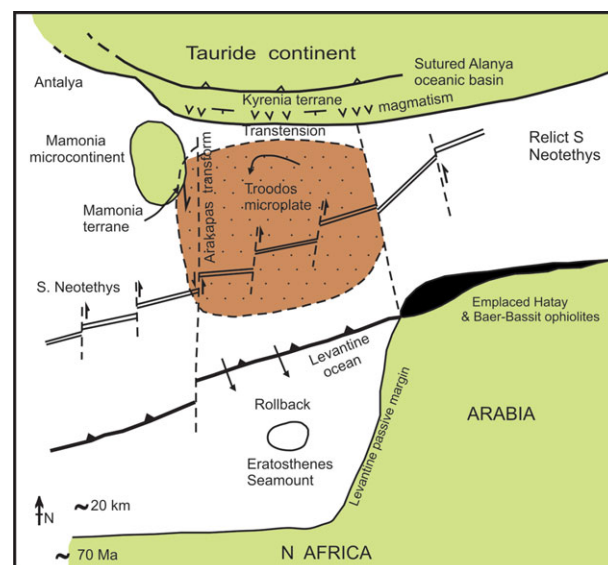 Tauride continent
Sutured Alanya
oceanic basin
Antalya
Kyrenia terrane
magmatism
Transtension
Mamonia
microcontinent
Relict S
Neotethys
Arakapas transform
Troodos
microplate
Mamonia
terrane
S. Neotethys
Emplaced Hatay
& Baer-Bassit ophiolites
Levantine
ocean
Rollback
Levantine passive margin
ARABIA
Eratosthenes
Seamount
N
~20 km
~ 70 Ma
N AFRICA